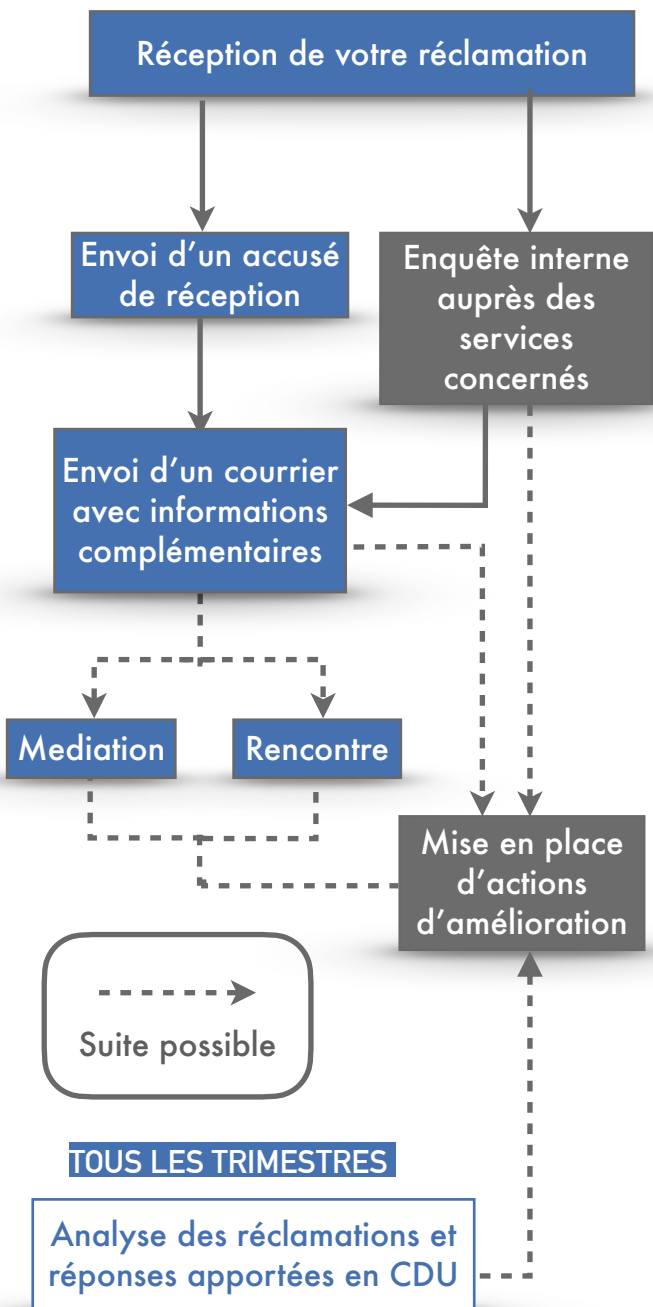 Réception de votre réclamation
Envoi d'un accusé
de réception
Enquête interne
auprès des
services
concernés
Envoi d'un courrier
avec informations
complémentaires
Mediation
Rencontre
Mise en place
d'actions
d'amélioration
Suite possible
TOUS LES TRIMESTRES
Analyse des réclamations et
réponses apportées en CDU